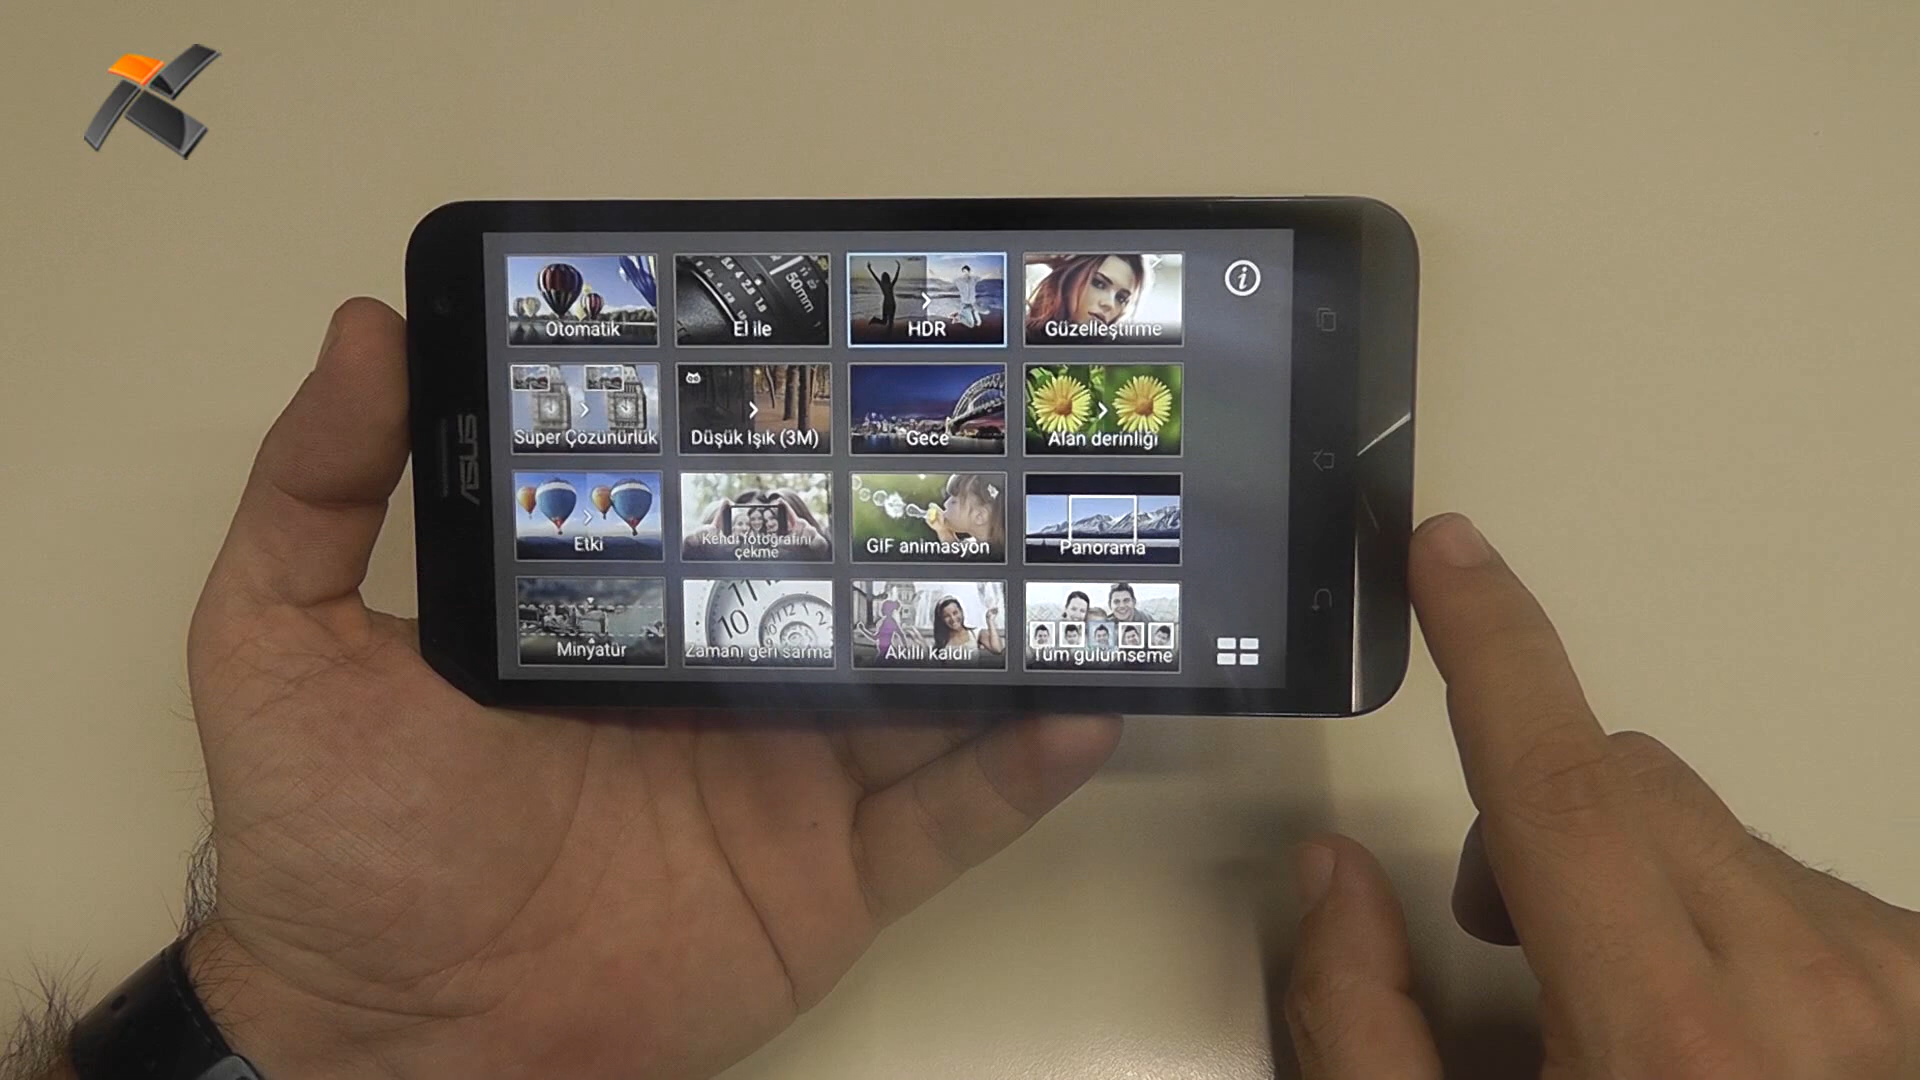 Otomatik
El ile
HDR
Güzelleştirme
Süper Çözünürlük
Düşük Işık (3M)
Gece
Alan derinliği
Etki
Kendi fotoğrafını
çekme
GIF animasyon
Panorama
Minyatür
Zamanı geri sarma
Akıllı kaldır
Tüm gülümseme
ASUS
50mm